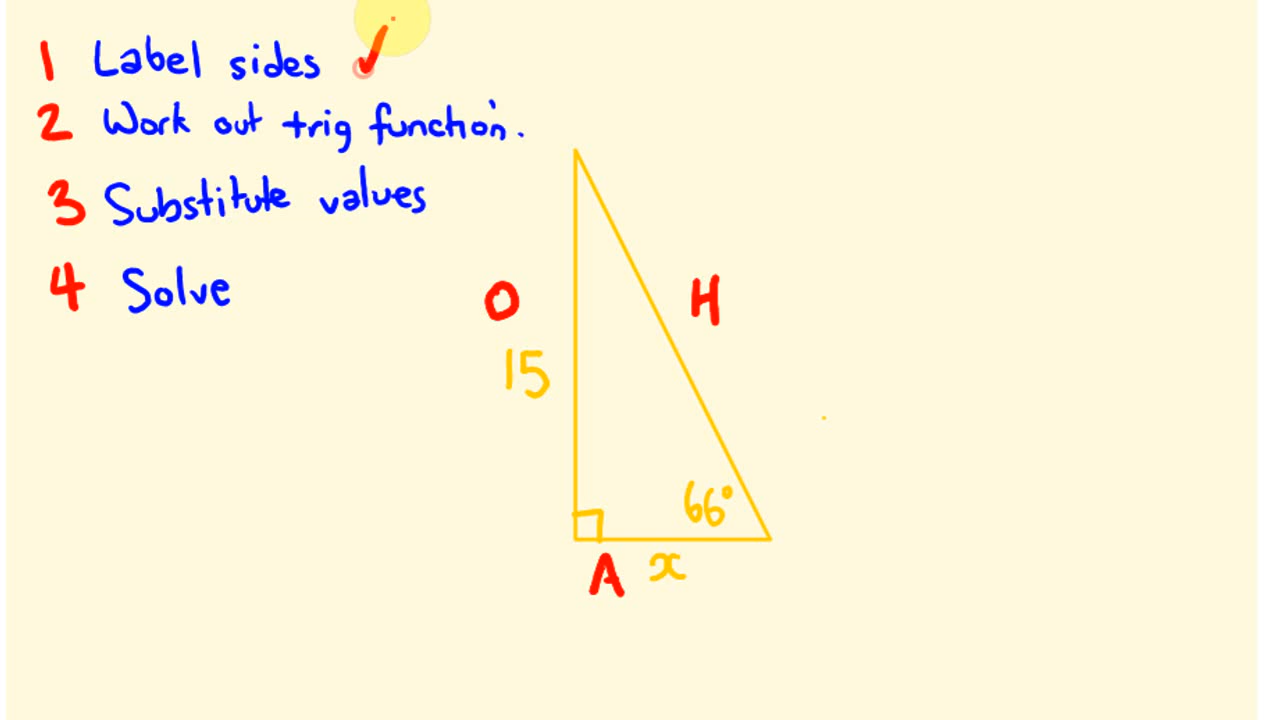 1 Label sides ✓
2 Work out trig function.
3 Substitute values
4 Solve
O
H
15
66°
A x